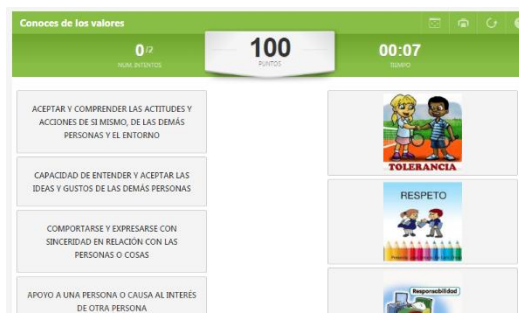 Conoces de los valores
0/2
NUM. INTENTOS
100
PUNTOS
00:07
TIEMPO
ACEPTAR Y COMPRENDER LAS ACTITUDES Y
ACCIONES DE SI MISMO, DE LAS DEMÁS
PERSONAS Y EL ENTORNO
CAPACIDAD DE ENTENDER Y ACEPTAR LAS
IDEAS Y GUSTOS DE LAS DEMÁS PERSONAS
COMPORTARSE Y EXPRESARSE CON
SINCERIDAD EN RELACIÓN CON LAS
PERSONAS O COSAS
APOYO A UNA PERSONA O CAUSA AL INTERÉS
DE OTRA PERSONA
TOLERANCIA
RESPETO
Responsabilidad